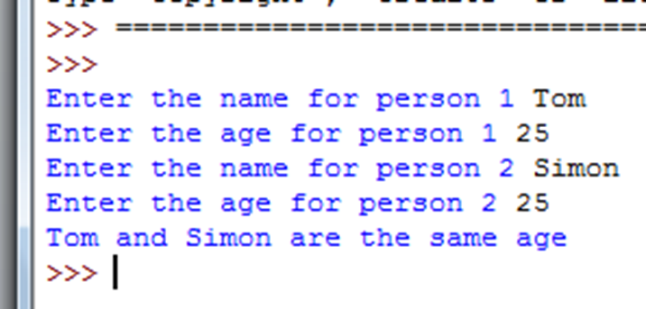 >>> ================================
>>>
Enter the name for person 1 Tom
Enter the age for person 1 25
Enter the name for person 2 Simon
Enter the age for person 2 25
Tom and Simon are the same age
>>>